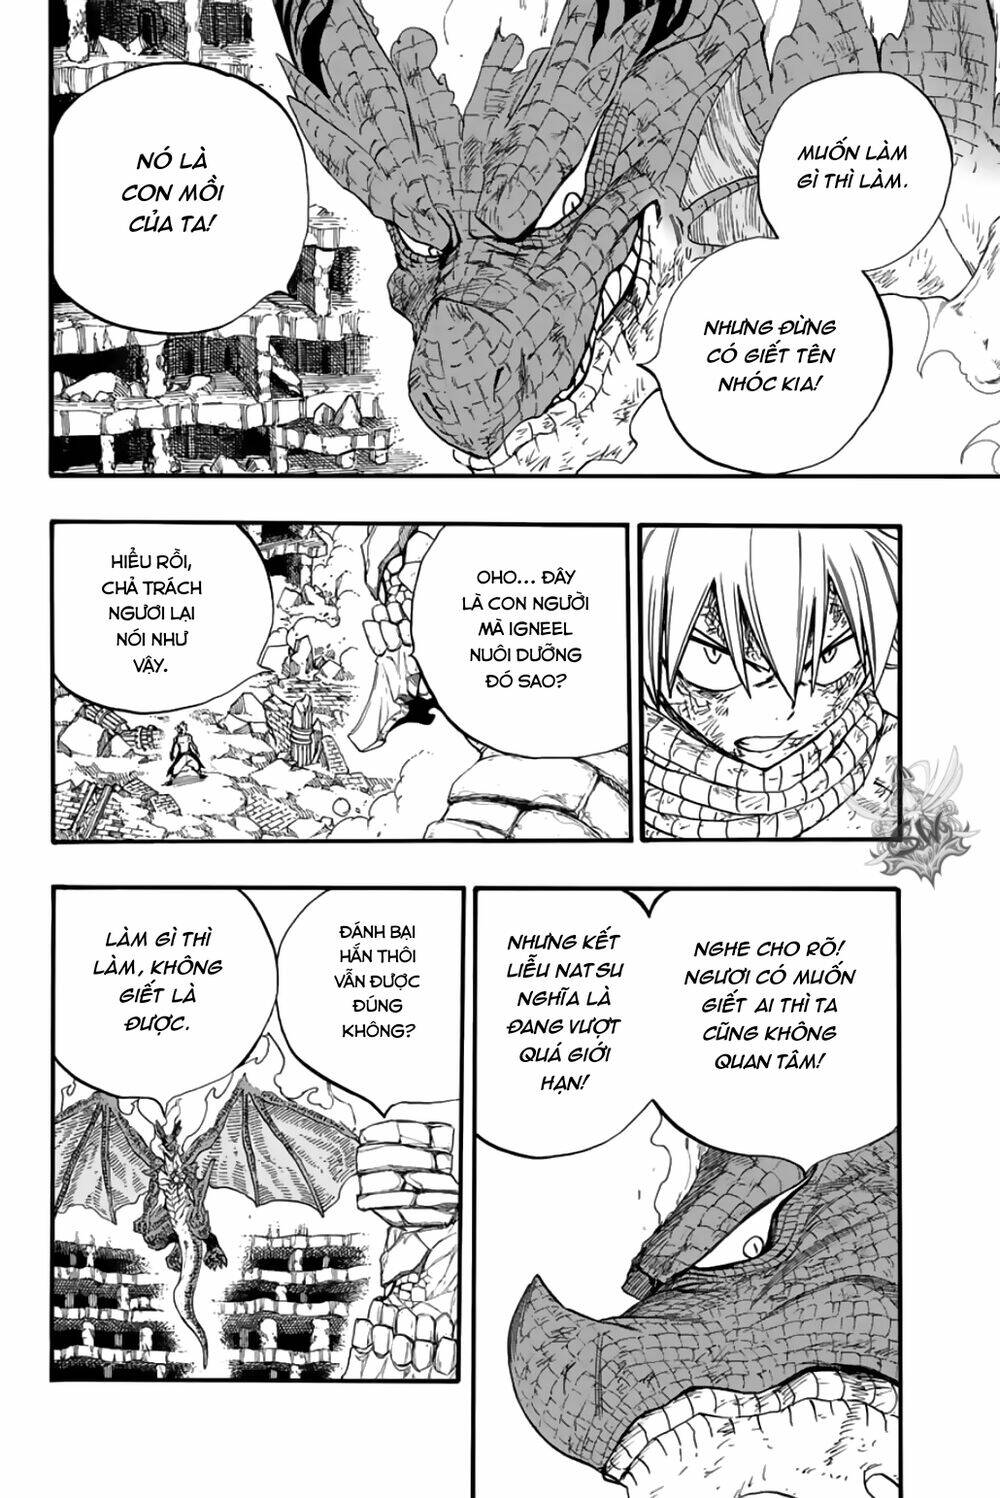 MUỐN LÀM
GÌ THÌ LÀM.
NHƯNG ĐỪNG
CÓ GIẾT TÊN
NHÓC KIA!
NÓ LÀ
CON MỒI
CỦA TA!
OHO... ĐÂY
LÀ CON NGƯỜI
MÀ IGNEEL
NUÔI DƯỠNG
ĐÓ SAO?
HIỂU RỒI,
CHẢ TRÁCH
NGƯƠI LẠI
NÓI NHƯ
VẬY.
NGHE CHO RÕ!
NGƯƠI CÓ MUỐN
GIẾT AI THÌ TA
CŨNG KHÔNG
QUAN TÂM!
NHƯNG KẾT
LIỄU NATSU
NGHĨA LÀ
ĐANG VƯỢT
QUÁ GIỚI
HẠN!
ĐÁNH BẠI
HẮN THÔI
VẪN ĐƯỢC
ĐÚNG
KHÔNG?
LÀM GÌ THÌ
LÀM, KHÔNG
GIẾT LÀ
ĐƯỢC.